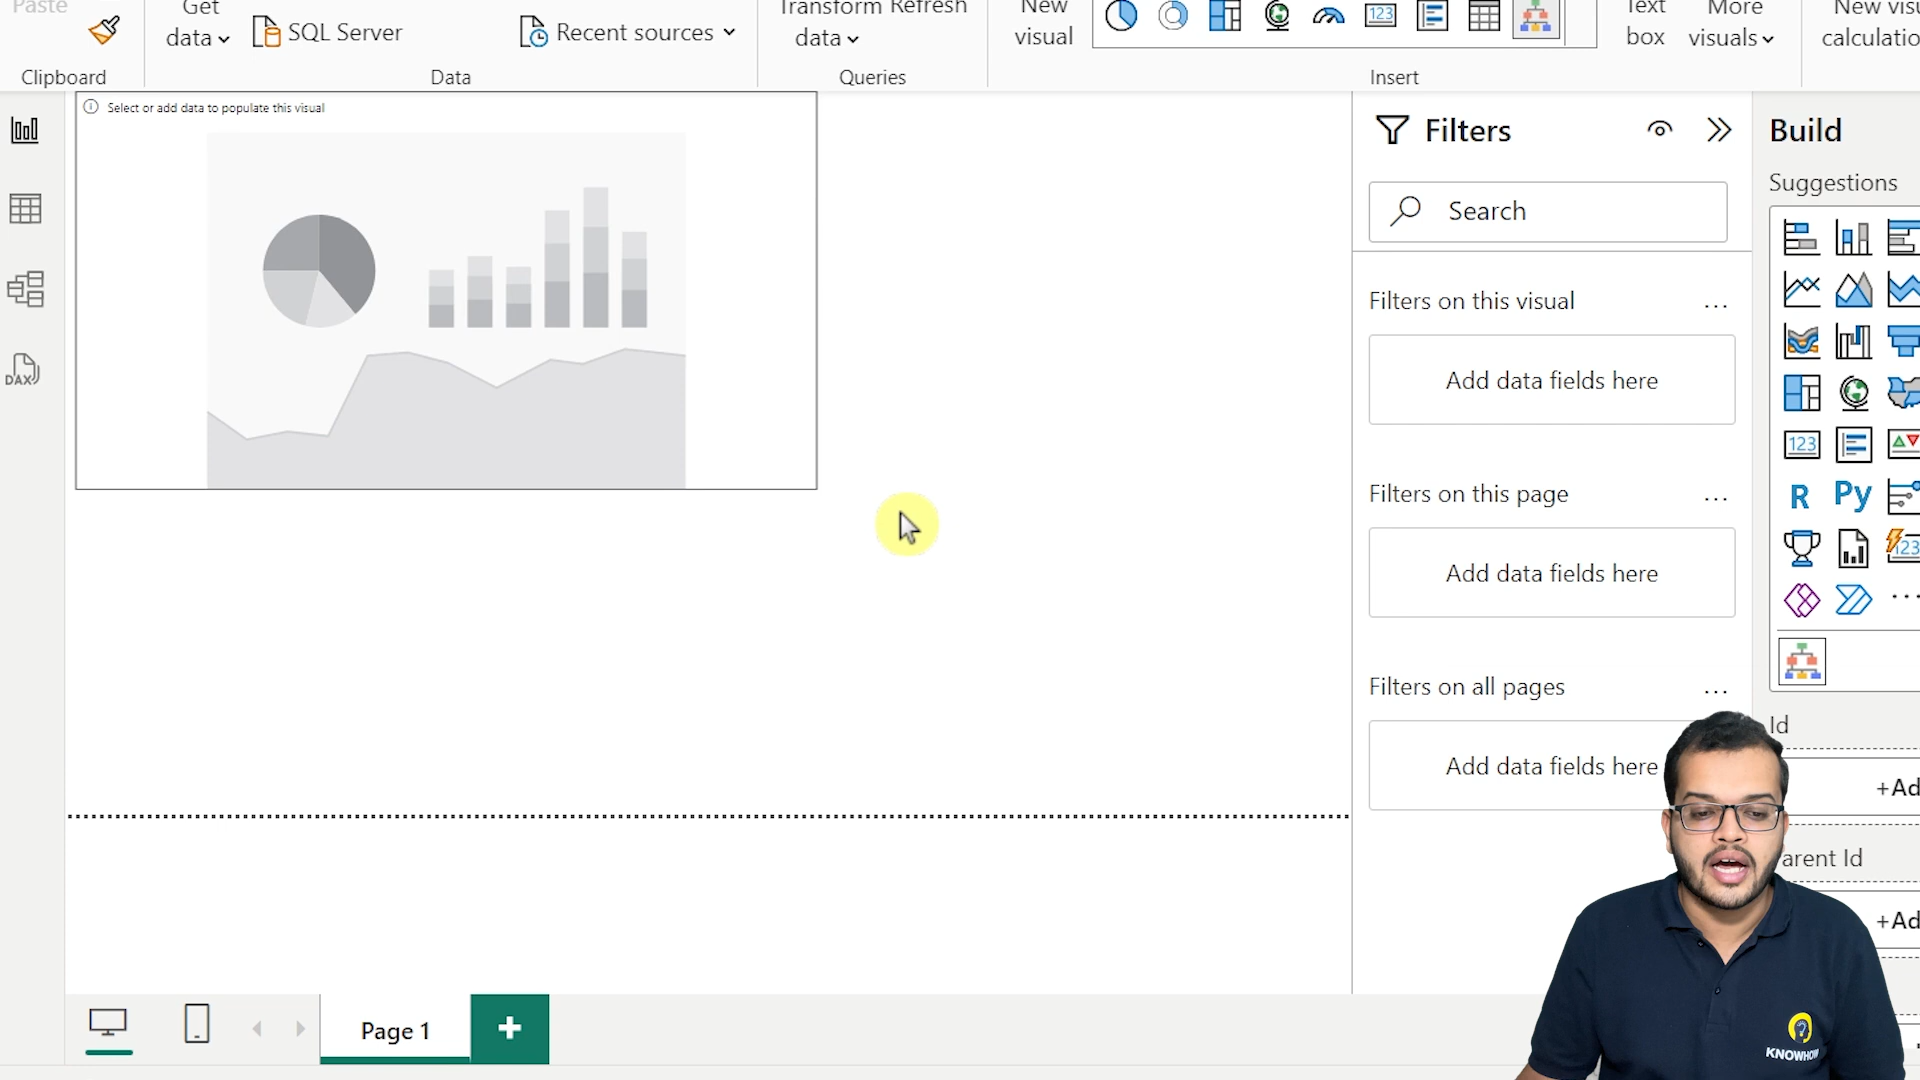 Paste
Get
data
SQL Server
Recent sources
Transform
data
Refresh
New
visual
123
Text
box
More
visuals
New
calculatio
Clipboard
Data
Queries
Insert
Select or add data to populate this visual
DAX
Filters
Search
Filters on this visual
...
Add data fields here
Filters on this page
...
Add data fields here
Filters on all pages
...
Add data fields here
Build
Suggestions
123
R
Py
123
...
Id
+Ad
arent Id
+Ad
Page 1
+
KNOWHOW